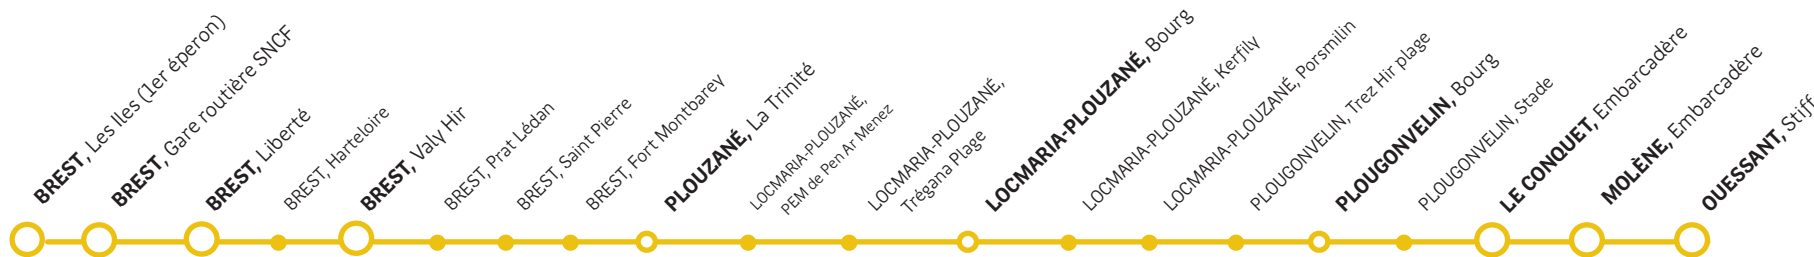 BREST, Les Iles (1er éperon)
BREST, Gare routière SNCF
BREST, Liberté
BREST, Harteloire
BREST, Valy Hir
BREST, Prat Lédan
BREST, Saint Pierre
BREST, Fort Montbarey
PLOUZANÉ, La Trinité
LOCMARIA-PLOUZANÉ,
PEM de Pen Ar Menez
LOCMARIA-PLOUZANÉ,
Trégana Plage
LOCMARIA-PLOUZANÉ, Bourg
LOCMARIA-PLOUZANÉ, Kerfily
LOCMARIA-PLOUZANÉ, Porsmilin
PLOUGONVELIN, Trez Hir plage
PLOUGONVELIN, Bourg
PLOUGONVELIN, Stade
LE CONQUET, Embarcadère
MOLÈNE, Embarcadère
OUESSANT, Stiff